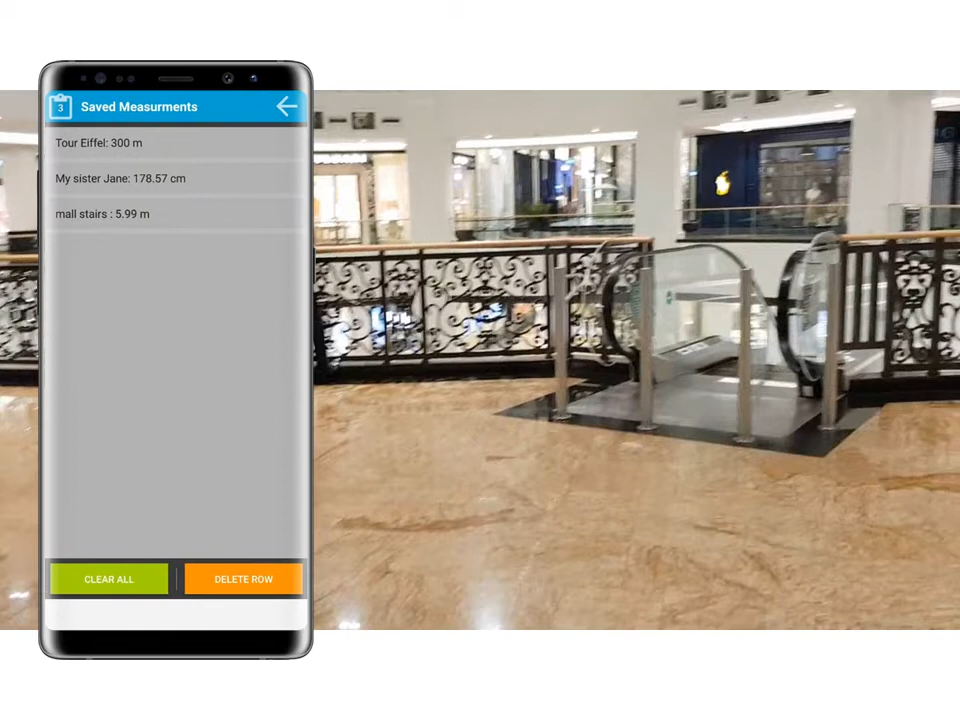 3
Saved Measurments
Tour Eiffel: 300 m
My sister Jane: 178.57 cm
mall stairs : 5.99 m
CLEAR ALL
DELETE ROW